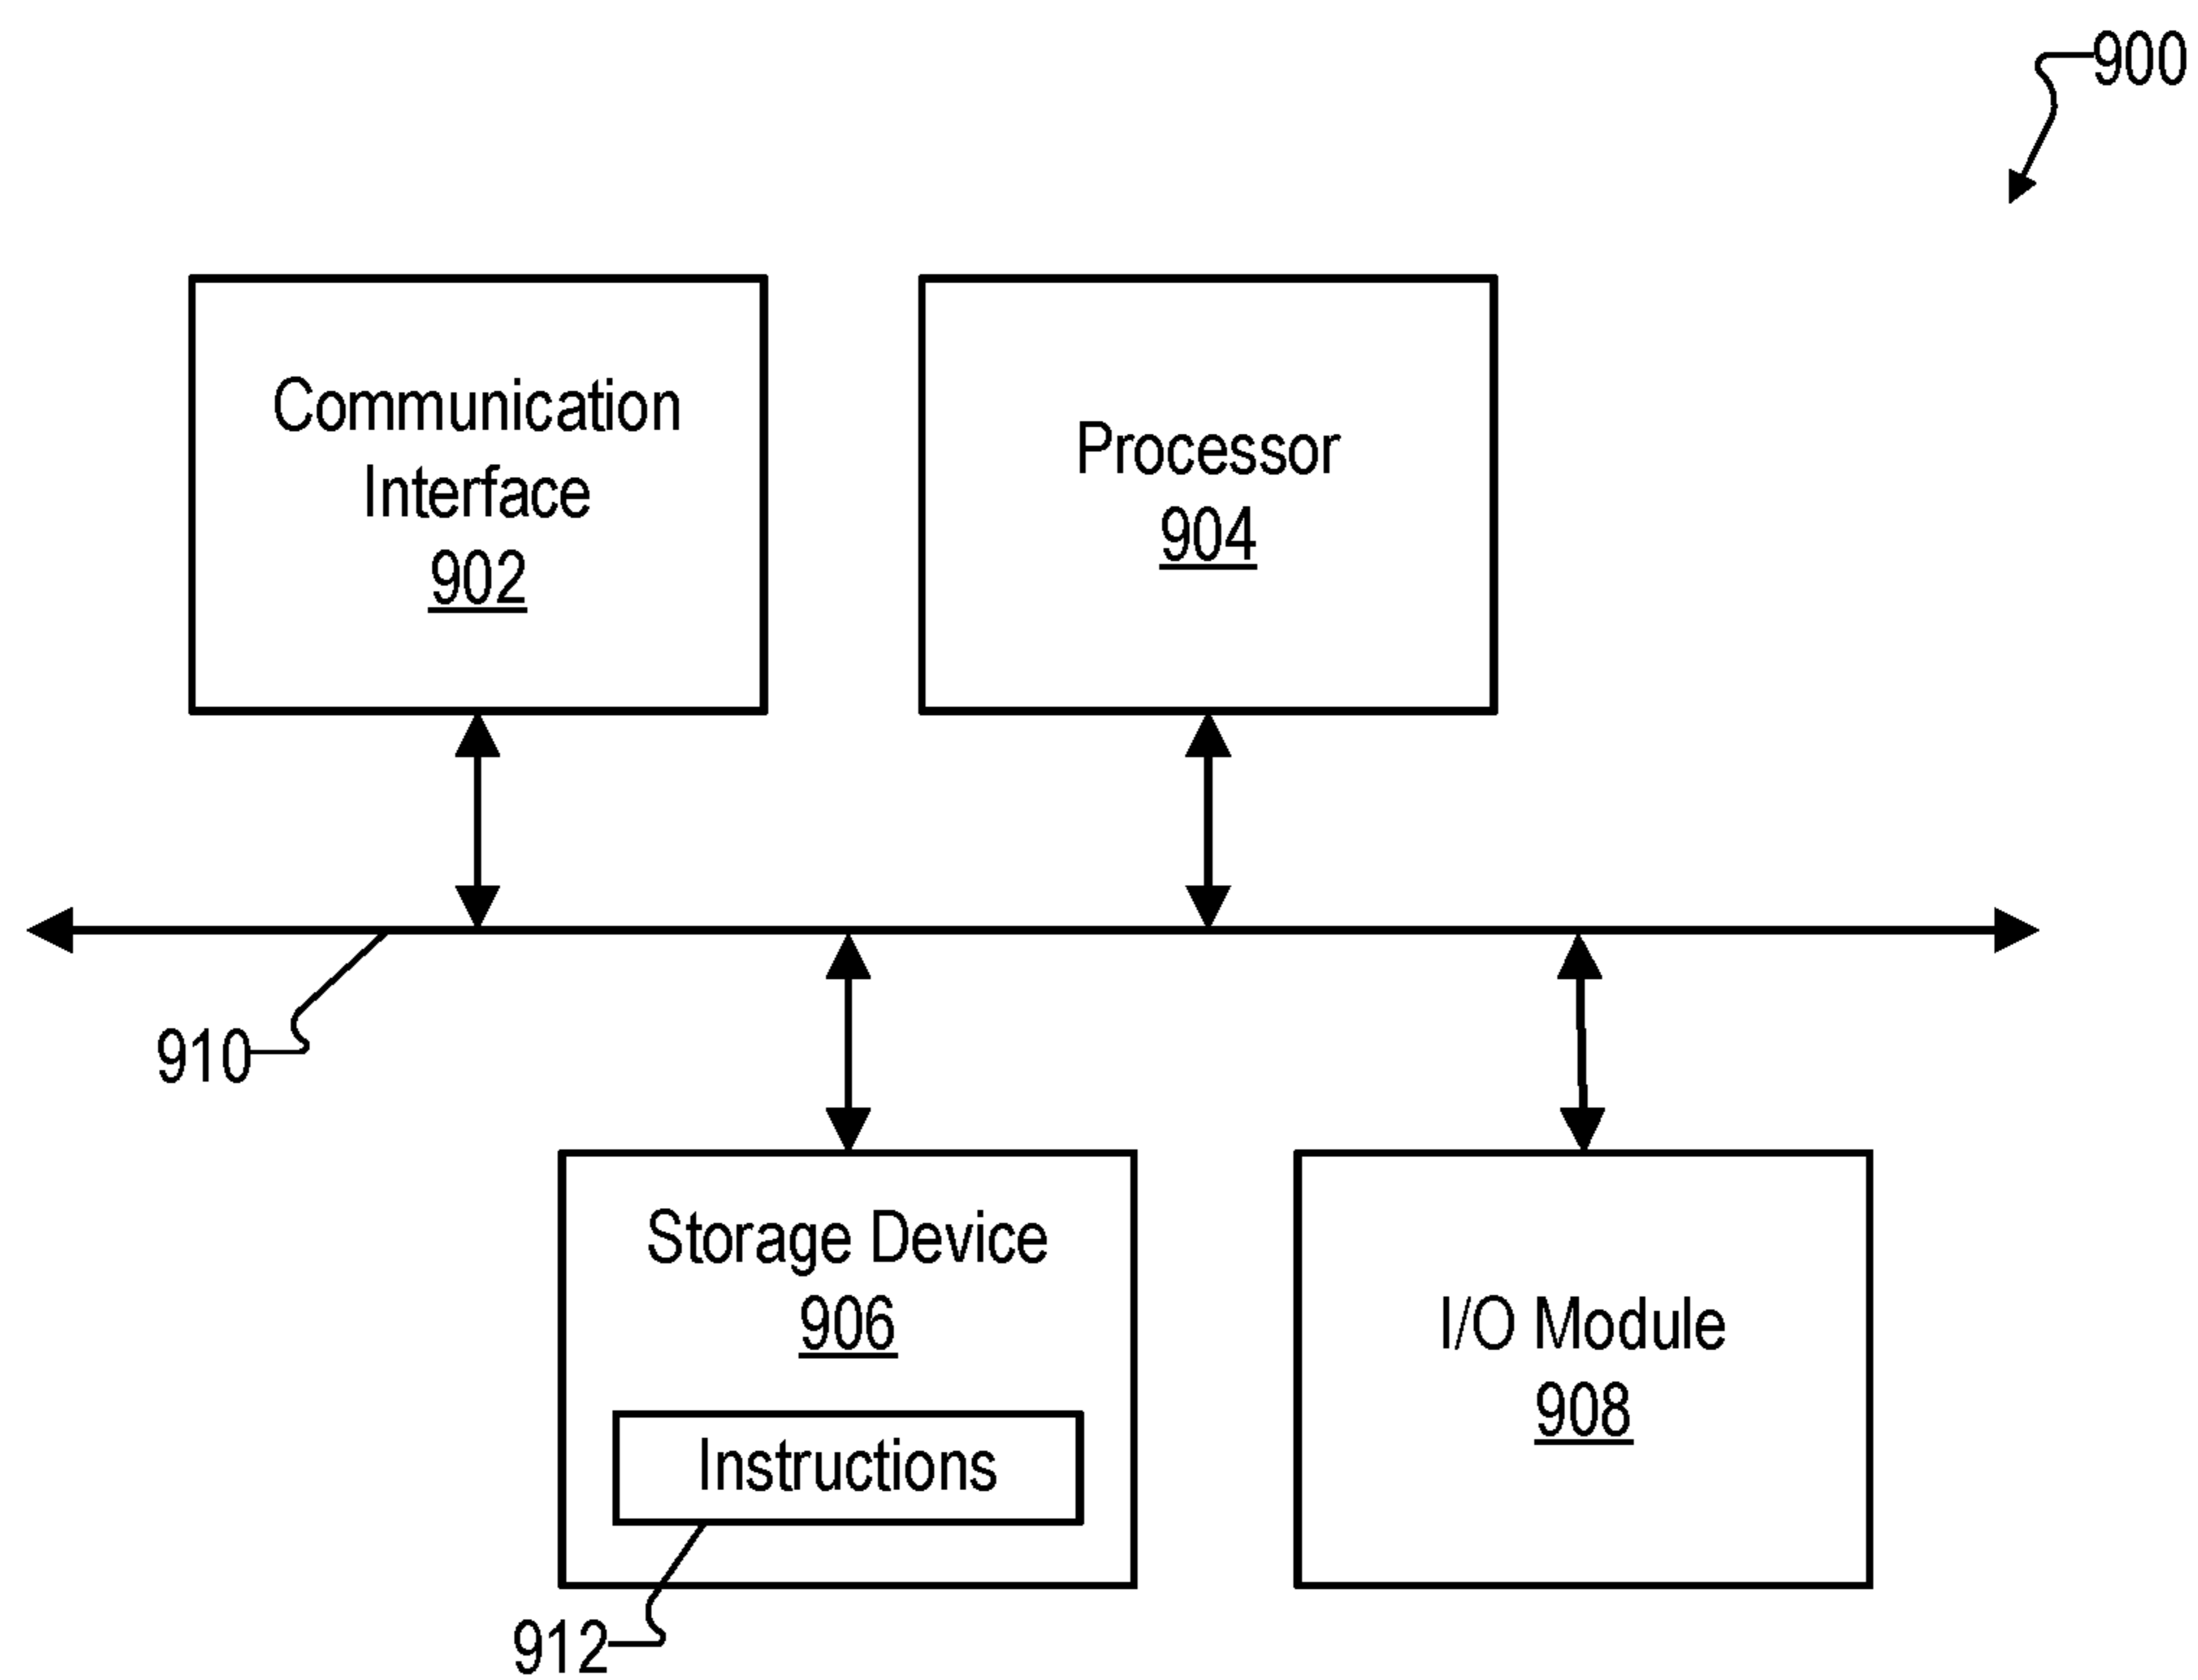 900
Communication
Interface
902
Processor
904
910
Storage Device
906
Instructions
912
I/O Module
908